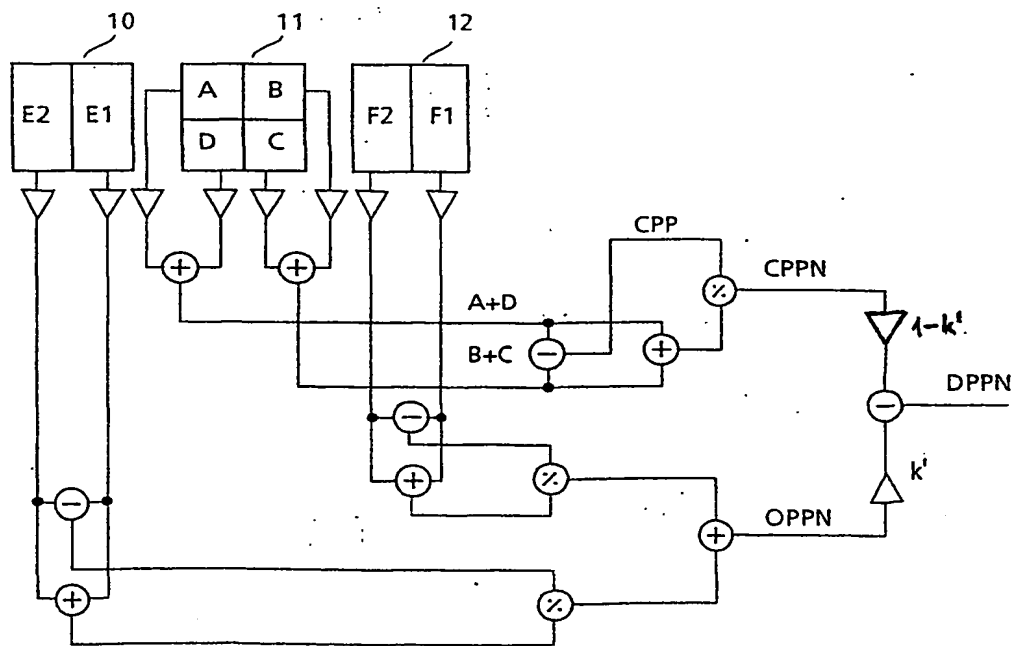 10
11
12
E2
E1
A
B
D
C
F2
F1
+
+
CPP
%
CPPN
A+D
−
B+C
+
1−k'.
−
DPPN
−
+
%
k'
−
+
OPPN
+
%